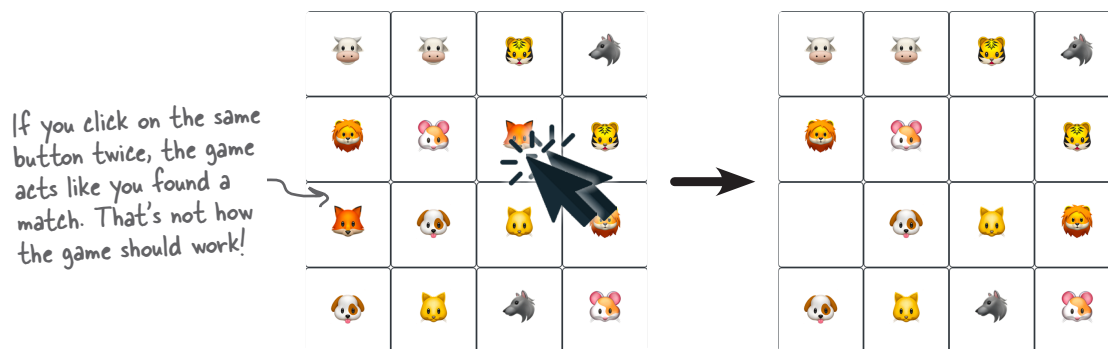 If you click on the same
button twice, the game
acts like you found a
match. That's not how
the game should work!